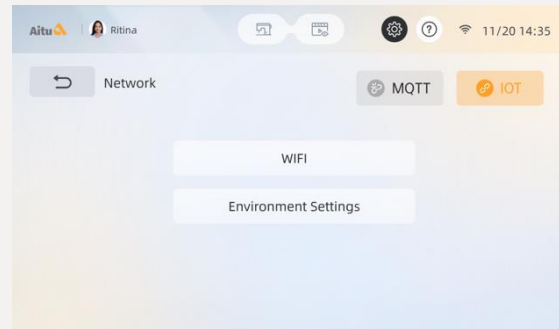 Aitu Ritina ? 11/20 14:35
Network MQTT IOT
WIFI
Environment Settings